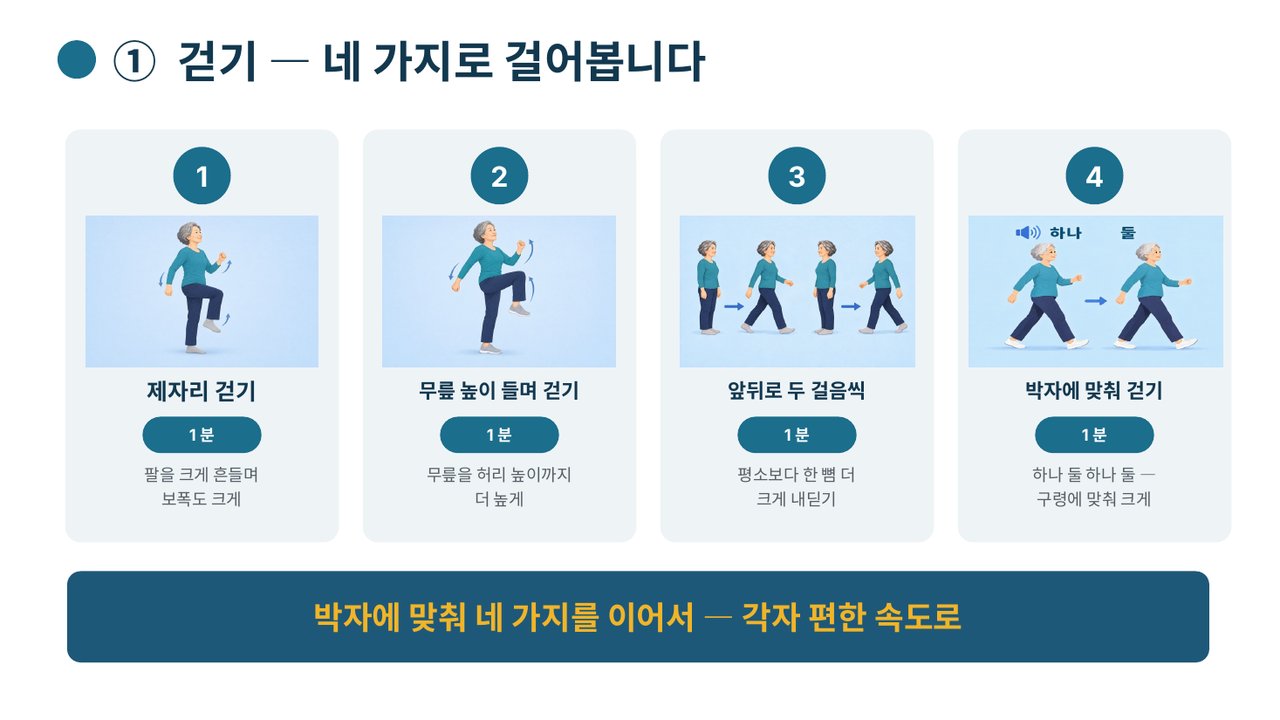 ① 걷기 — 네 가지로 걸어봅니다
1
제자리 걷기
1분
팔을 크게 흔들며
보폭도 크게
2
무릎 높이 들며 걷기
1분
무릎을 허리 높이까지
더 높게
3
앞뒤로 두 걸음씩
1분
평소보다 한 뼘 더
크게 내딛기
4
하나 둘
박자에 맞춰 걷기
1분
하나 둘 하나 둘 —
구령에 맞춰 크게
박자에 맞춰 네 가지를 이어서 — 각자 편한 속도로